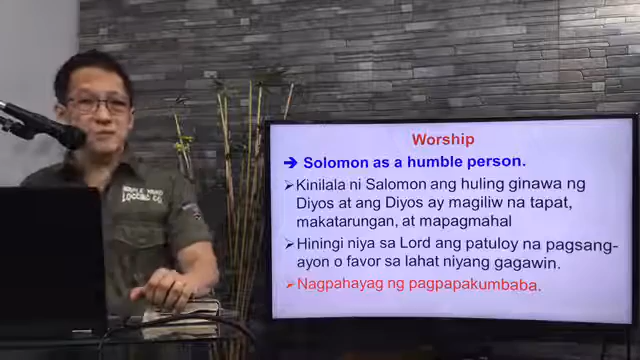 Worship
➔ Solomon as a humble person.
➢Kinilala ni Salomon ang huling ginawa ng
Diyos at ang Diyos ay magiliw na tapat,
makatarungan, at mapagmahal
➢Hiningi niya sa Lord ang patuloy na pagsang-
ayon o favor sa lahat niyang gagawin.
➢Nagpahayag ng pagpapakumbaba.
LOGGING CO.